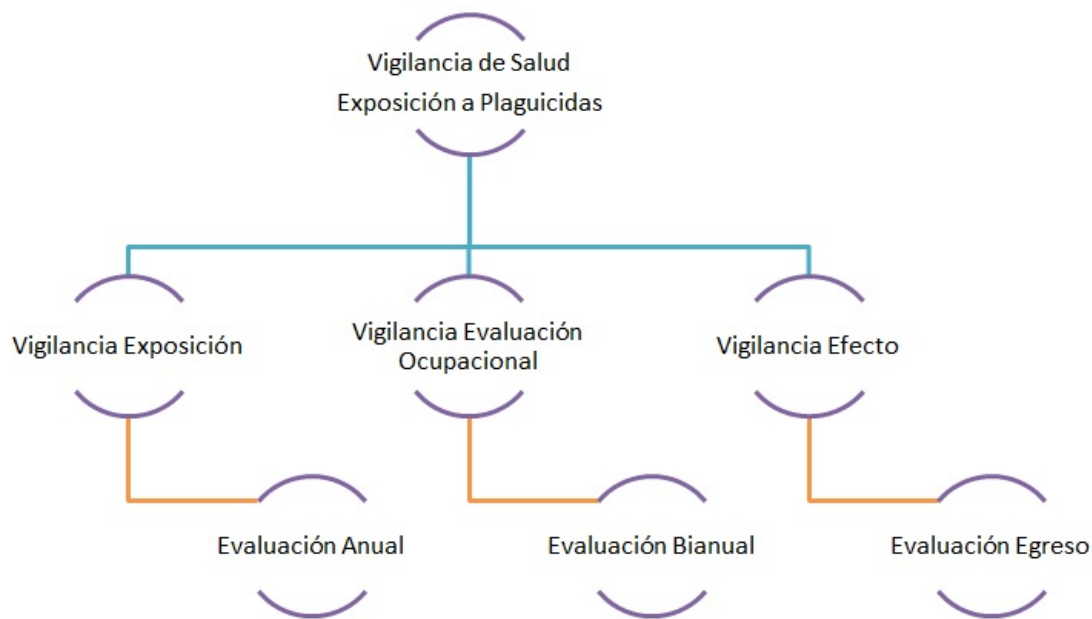 Vigilancia de Salud
Exposición a Plaguicidas
Vigilancia Exposición
Vigilancia Evaluación
Ocupacional
Vigilancia Efecto
Evaluación Anual
Evaluación Bianual
Evaluación Egreso